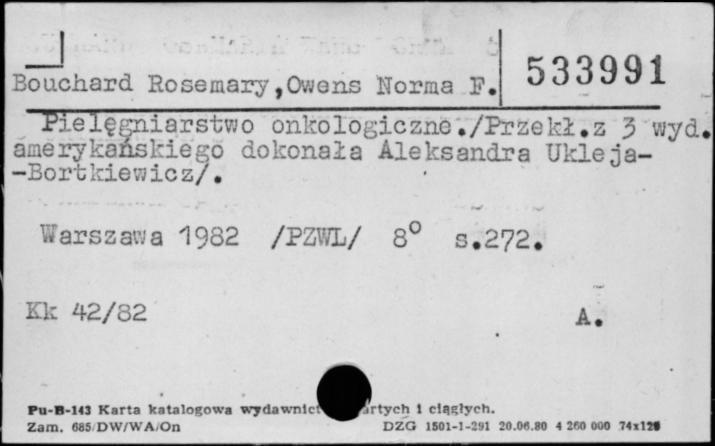 Bouchard Rosemary,Owens Norma F. 533991
Pielęgniarstwo onkologiczne./Przekł.z 3 wyd.
amerykańskiego dokonała Aleksandra Ukleja-
-Bortkiewicz/.
Warszawa 1982 /PZWL/ 8° s.272.
Kk 42/82 A.
Pu-B-143 Karta katalogowa wydawnict artych i ciągłych.
Zam. 685/DW/WA/On DZG 1501-1-291 20.06.80 4 260 000